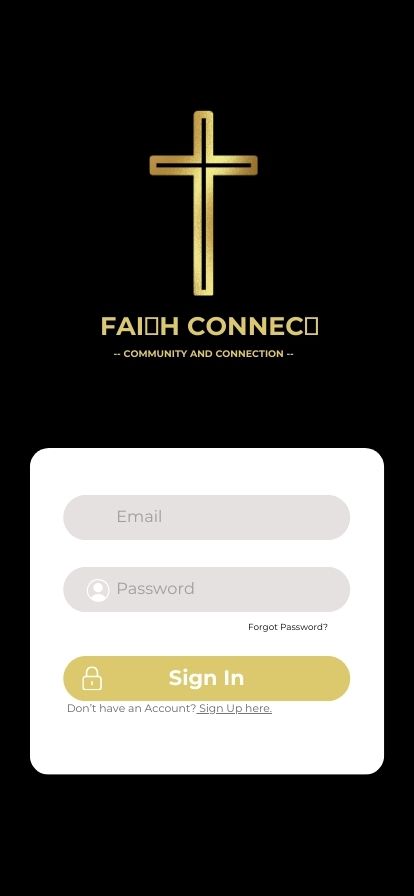 FAI▯H CONNEC▯
-- COMMUNITY AND CONNECTION --
Email
Password
Forgot Password?
Sign In
Don't have an Account? Sign Up here.